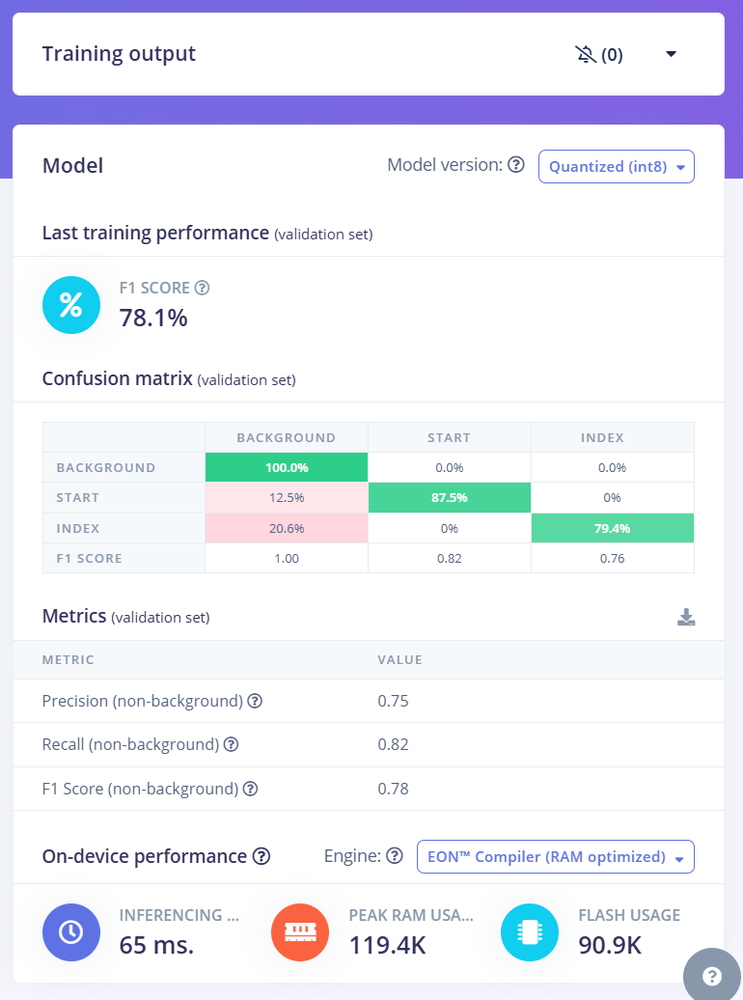 Training output (0)
Model Model version: Quantized (int8)
Last training performance (validation set)
F1 SCORE
78.1%
Confusion matrix (validation set)
BACKGROUND START INDEX
BACKGROUND 100.0% 0.0% 0.0%
START 12.5% 87.5% 0%
INDEX 20.6% 0% 79.4%
F1 SCORE 1.00 0.82 0.76
Metrics (validation set)
METRIC VALUE
Precision (non-background) 0.75
Recall (non-background) 0.82
F1 Score (non-background) 0.78
On-device performance Engine: EON™ Compiler (RAM optimized)
INFERENCING ... PEAK RAM USA... FLASH USAGE
65 ms. 119.4K 90.9K